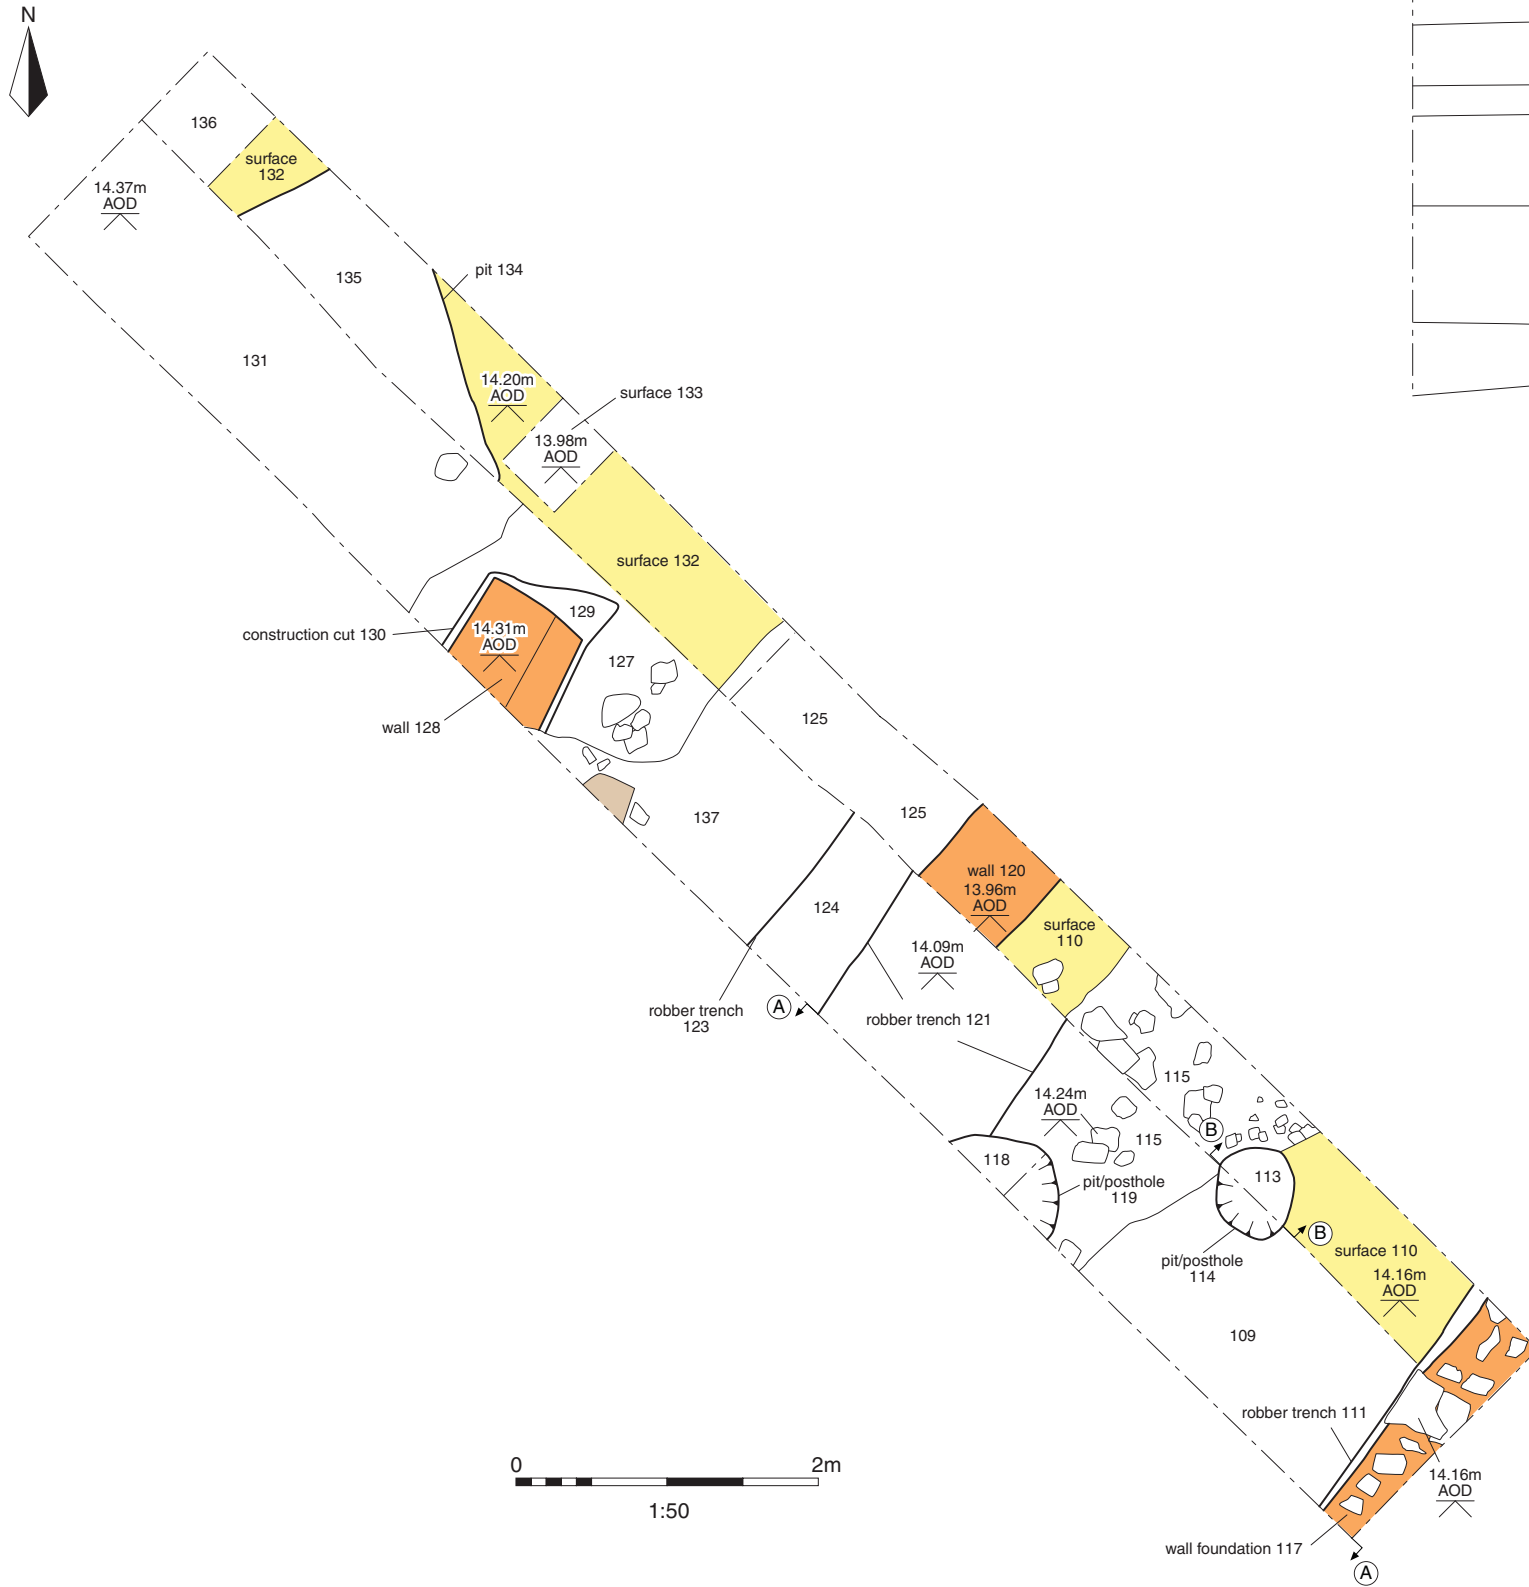 N
136
surface
132
14.37m
AOD
135
pit 134
131
14.20m
AOD
surface 133
13.98m
AOD
surface 132
129
14.31m
AOD
construction cut 130
127
wall 128
125
137
125
wall 120
13.96m
AOD
124
surface
110
14.09m
AOD
robber trench
123
A
robber trench 121
115
14.24m
AOD
115
B
118
113
pit/posthole
119
B
surface 110
pit/posthole
114
14.16m
AOD
109
robber trench 111
0
2m
1:50
14.16m
AOD
wall foundation 117
A